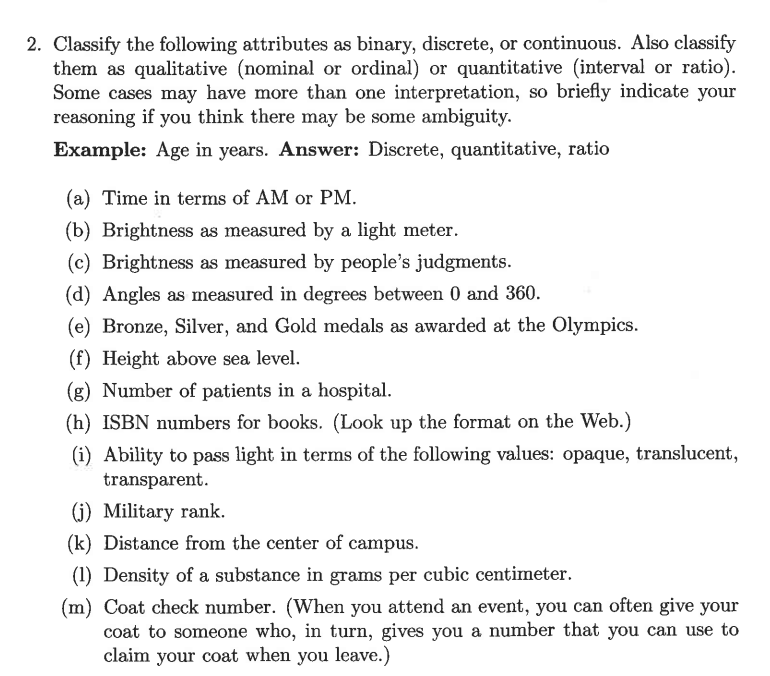 2. Classify the following attributes as binary, discrete, or continuous. Also classify
them as qualitative (nominal or ordinal) or quantitative (interval or ratio).
Some cases may have more than one interpretation, so briefly indicate your
reasoning if you think there may be some ambiguity.
Example: Age in years. Answer: Discrete, quantitative, ratio
(a) Time in terms of AM or PM.
(b) Brightness as measured by a light meter.
(c) Brightness as measured by people's judgments.
(d) Angles as measured in degrees between 0 and 360.
(e) Bronze, Silver, and Gold medals as awarded at the Olympics.
(f) Height above sea level.
(g) Number of patients in a hospital.
(h) ISBN numbers for books. (Look up the format on the Web.)
(i) Ability to pass light in terms of the following values: opaque, translucent,
transparent.
(j) Military rank.
(k) Distance from the center of campus.
(l) Density of a substance in grams per cubic centimeter.
(m) Coat check number. (When you attend an event, you can often give your
coat to someone who, in turn, gives you a number that you can use to
claim your coat when you leave.)